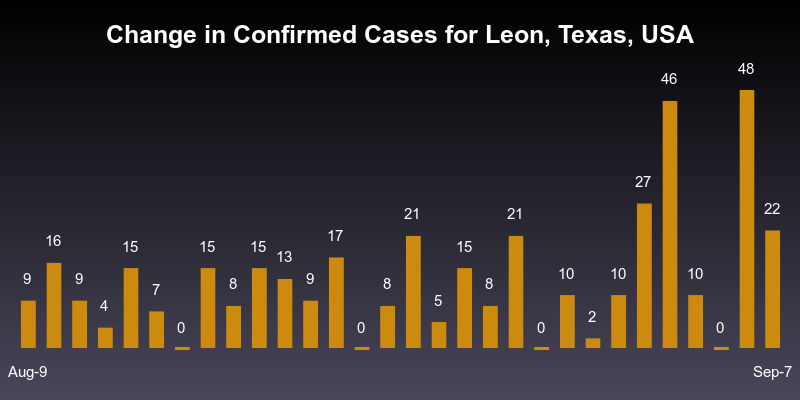 Change in Confirmed Cases for Leon, Texas, USA
9 16 9 4 15 7 0 15 8 15 13 9 17 0 8 21 5 15 8 21 0 10 2 10 27 46 10 0 48 22
Aug-9 Sep-7